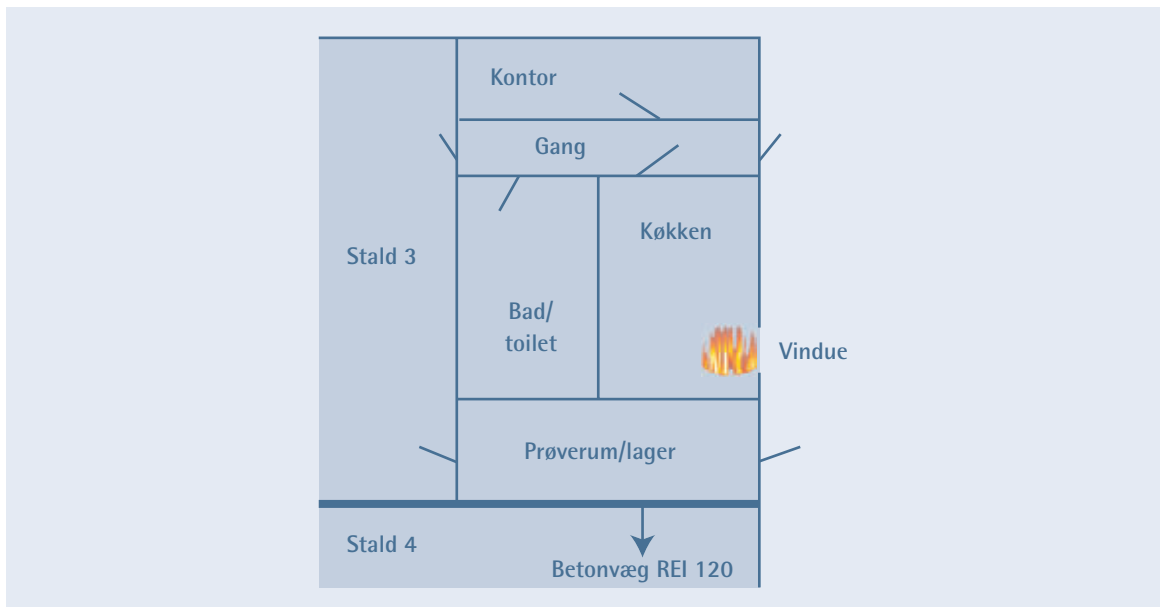 Kontor
Gang
Køkken
Stald 3
Bad/
toilet
Vindue
Prøverum/lager
Stald 4
Betonvæg REI 120